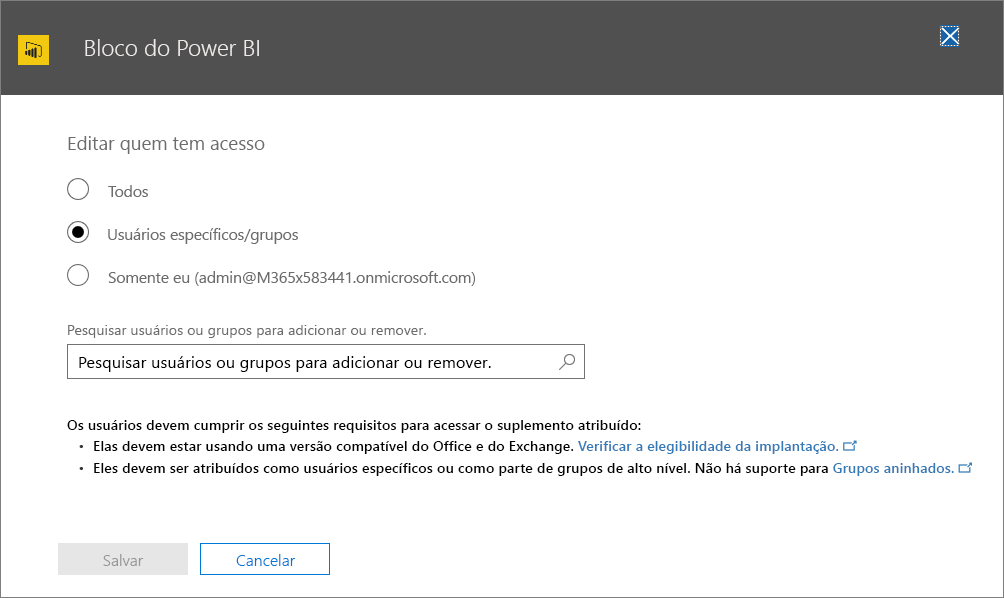 Bloco do Power BI
Editar quem tem acesso
Todos
Usuários específicos/grupos
Somente eu (admin@M365x583441.onmicrosoft.com)
Pesquisar usuários ou grupos para adicionar ou remover.
Pesquisar usuários ou grupos para adicionar ou remover.
Os usuários devem cumprir os seguintes requisitos para acessar o suplemento atribuído:
• Elas devem estar usando uma versão compatível do Office e do Exchange. Verificar a elegibilidade da implantação.
• Eles devem ser atribuídos como usuários específicos ou como parte de grupos de alto nível. Não há suporte para Grupos aninhados.
Salvar
Cancelar